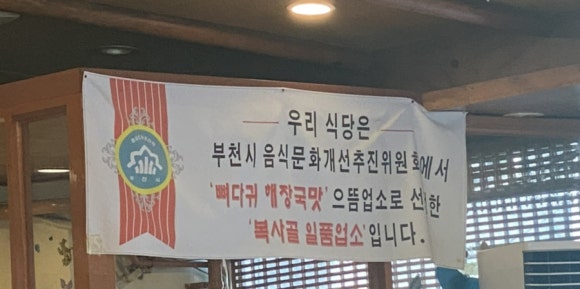 우리 식당은
부천시 음식문화개선추진위원회에서
'뼈다귀 해장국맛' 으뜸업소로 선정한
'복사골 일품업소'입니다.